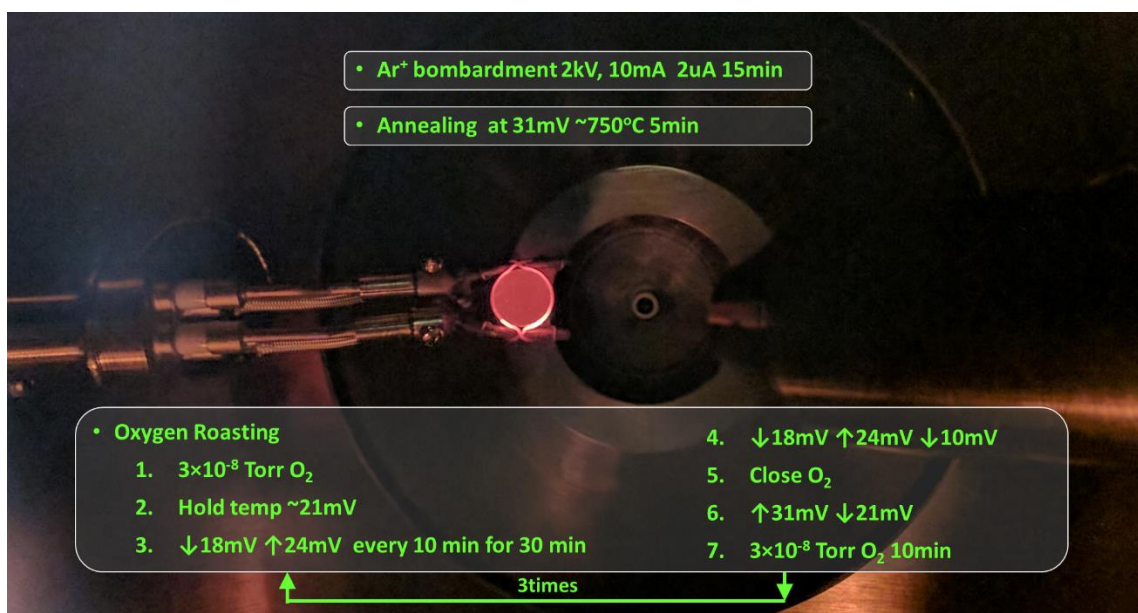 • Ar⁺ bombardment 2kV, 10mA  2uA 15min
• Annealing  at 31mV ~750°C 5min
• Oxygen Roasting
1. 3×10⁻⁸ Torr O₂
2. Hold temp ~21mV
3. ↓18mV ↑24mV  every 10 min for 30 min
4. ↓18mV ↑24mV ↓10mV
5. Close O₂
6. ↑31mV ↓21mV
7. 3×10⁻⁸ Torr O₂ 10min
3times